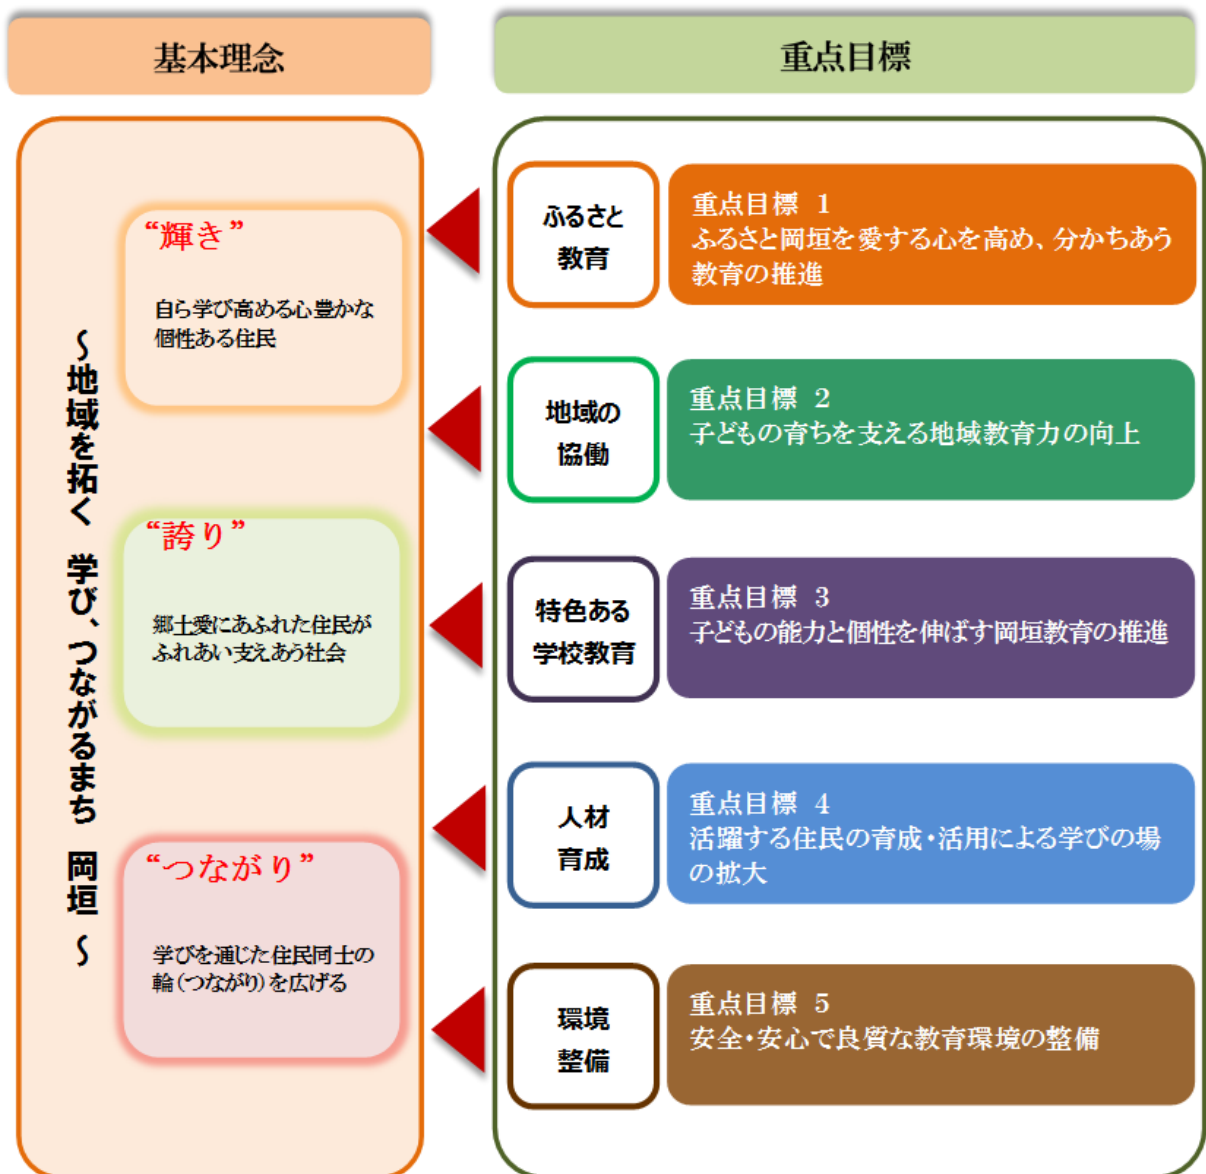 基本理念
～地域を拓く 学び、つながるまち 岡垣～
“輝き”
自ら学び高める心豊かな
個性ある住民
“誇り”
郷土愛にあふれた住民が
ふれあい支えあう社会
“つながり”
学びを通じた住民同士の
輪（つながり）を広げる
重点目標
ふるさと
教育
重点目標 1
ふるさと岡垣を愛する心を高め、分かちあう
教育の推進
地域の
協働
重点目標 2
子どもの育ちを支える地域教育力の向上
特色ある
学校教育
重点目標 3
子どもの能力と個性を伸ばす岡垣教育の推進
人材
育成
重点目標 4
活躍する住民の育成・活用による学びの場
の拡大
環境
整備
重点目標 5
安全・安心で良質な教育環境の整備